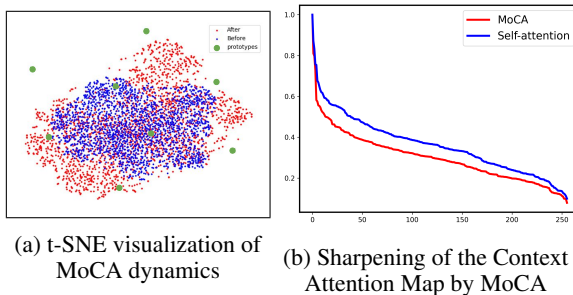 After
Before
prototypes
(a) t-SNE visualization of
MoCA dynamics
MoCA
Self-attention
1.0
0.8
0.6
0.4
0.2
0
50
100
150
200
250
(b) Sharpening of the Context
Attention Map by MoCA